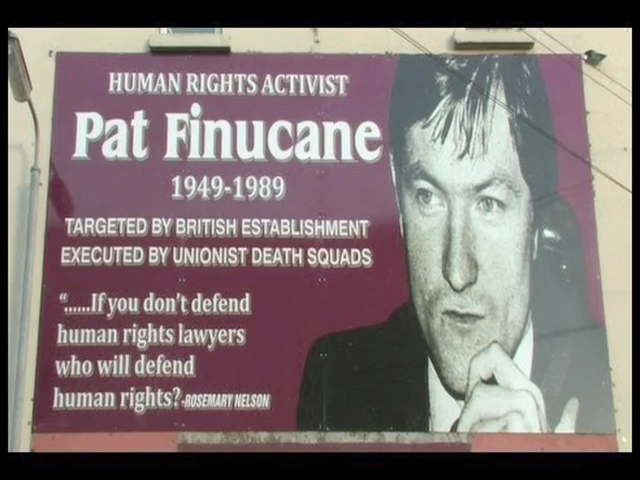 HUMAN RIGHTS ACTIVIST
Pat Finucane
1949-1989
TARGETED BY BRITISH ESTABLISHMENT
EXECUTED BY UNIONIST DEATH SQUADS
“......If you don't defend
human rights lawyers
who will defend
human rights? -ROSEMARY NELSON